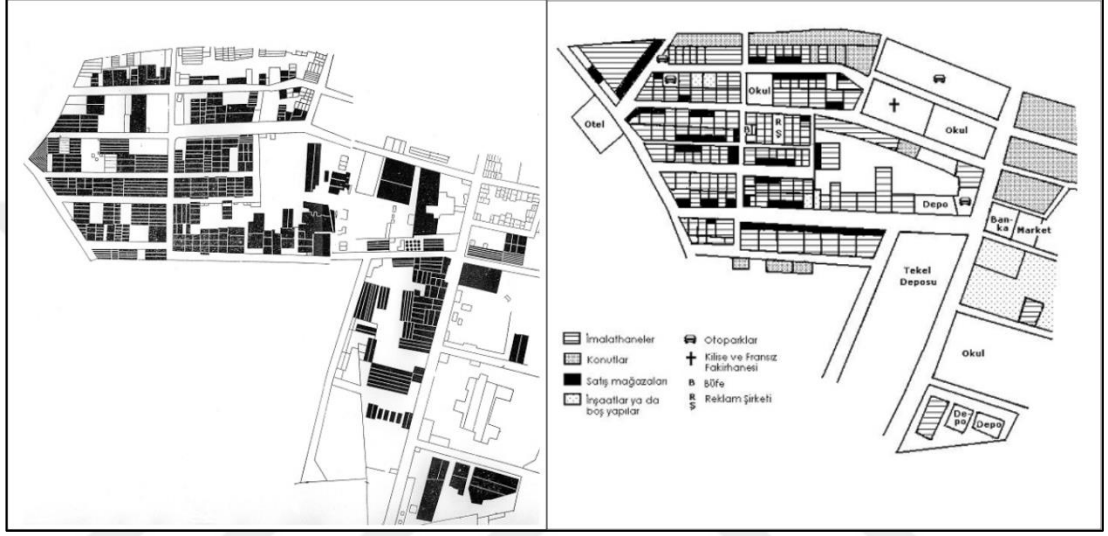 Okul
Otel
B
R
Ş
Okul
Depo
Ban-
ka
Market
Tekel
Deposu
Okul
De-
po
Depo
İmalathaneler
Konutlar
Satış mağazaları
İnşaatlar ya da
boş yapılar
Otoparklar
Kilise ve Fransız
Fakirhanesi
B Büfe
R
Ş Reklam Şirketi